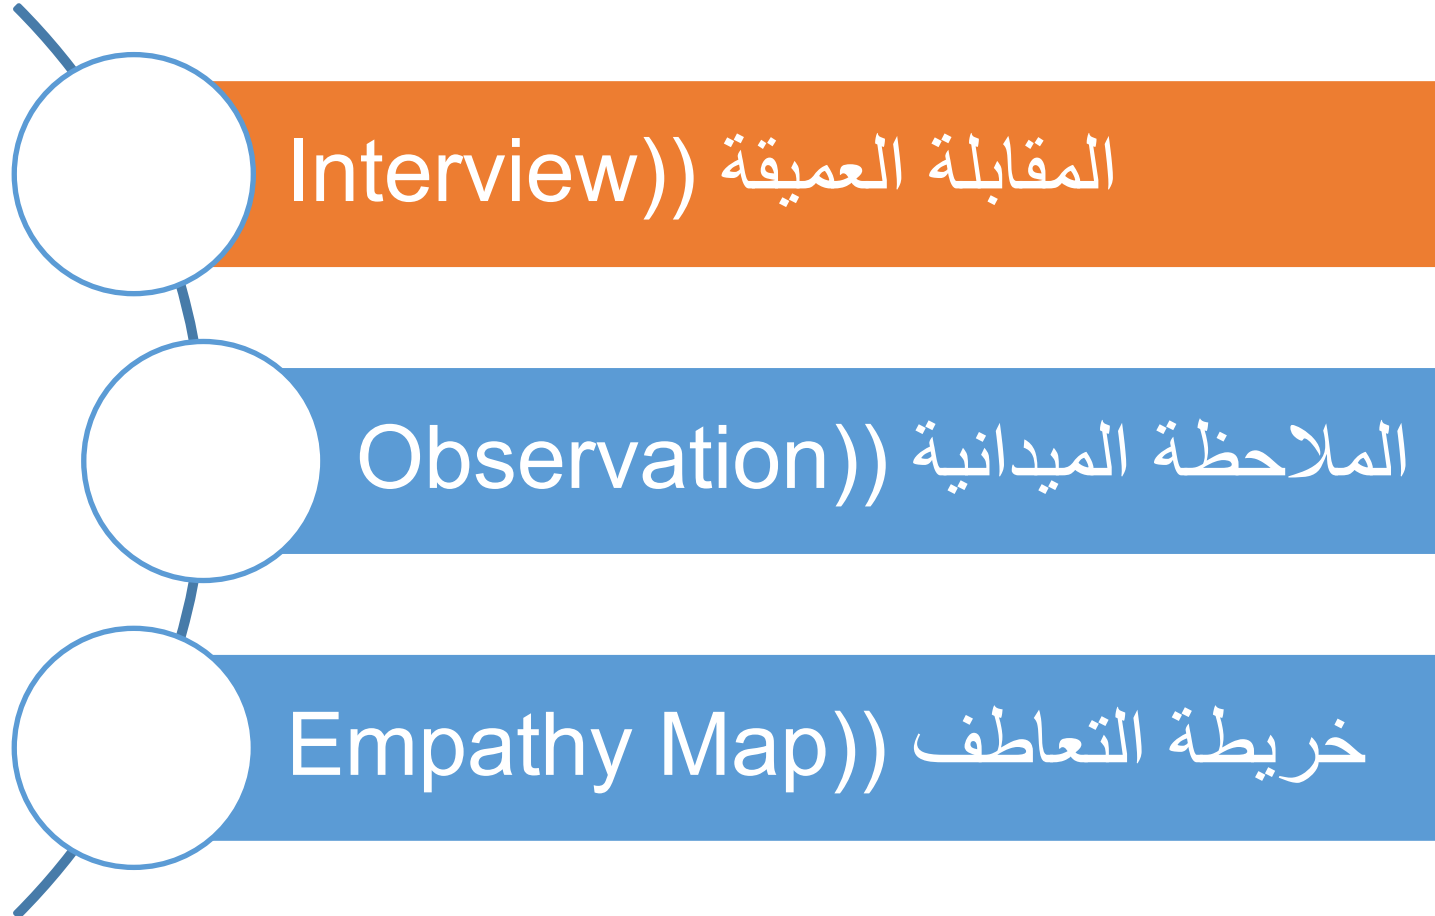 المقابلة العميقة ((Interview
الملاحظة الميدانية ((Observation
خريطة التعاطف ((Empathy Map